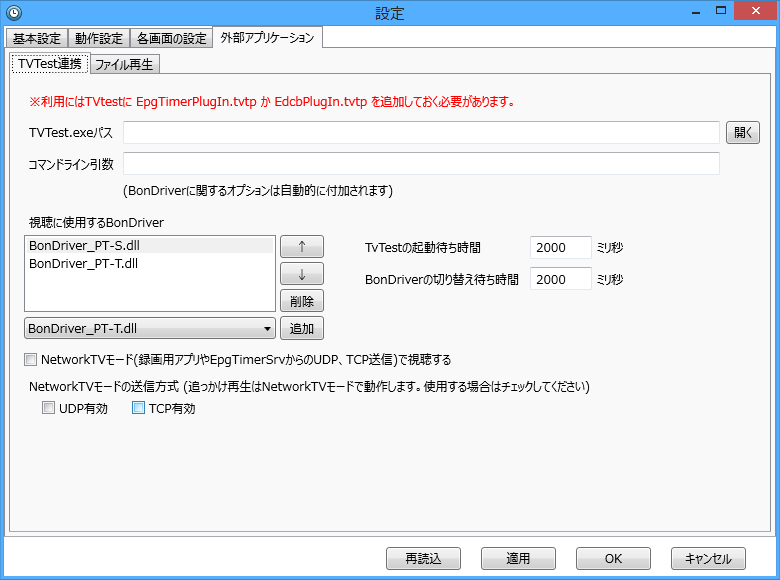 設定
基本設定 動作設定 各画面の設定 外部アプリケーション
TVTest連携 ファイル再生
※利用にはTVtestに EpgTimerPlugIn.tvtp か EdcbPlugIn.tvtp を追加しておく必要があります。
TVTest.exeパス 開く
コマンドライン引数
(BonDriverに関するオプションは自動的に付加されます)
視聴に使用するBonDriver
BonDriver_PT-S.dll ↑ TvTestの起動待ち時間 2000 ミリ秒
BonDriver_PT-T.dll ↓ BonDriverの切り替え待ち時間 2000 ミリ秒
削除
BonDriver_PT-T.dll 追加
NetworkTVモード(録画用アプリやEpgTimerSrvからのUDP、TCP送信)で視聴する
NetworkTVモードの送信方式 (追っかけ再生はNetworkTVモードで動作します。使用する場合はチェックしてください)
UDP有効 TCP有効
再読込 適用 OK キャンセル